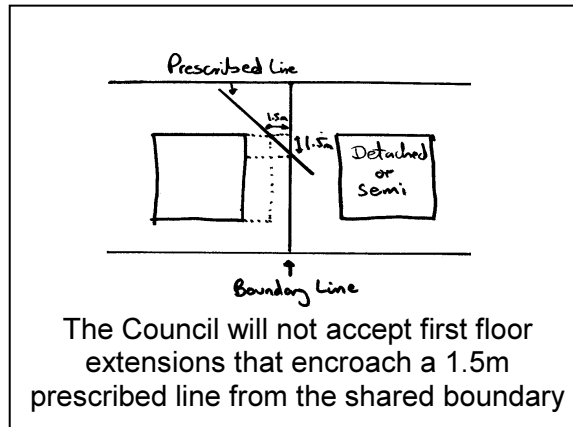 Prescribed Line
1.5m
1.5m
Detached
or
Semi
Boundary Line
The Council will not accept first floor
extensions that encroach a 1.5m
prescribed line from the shared boundary